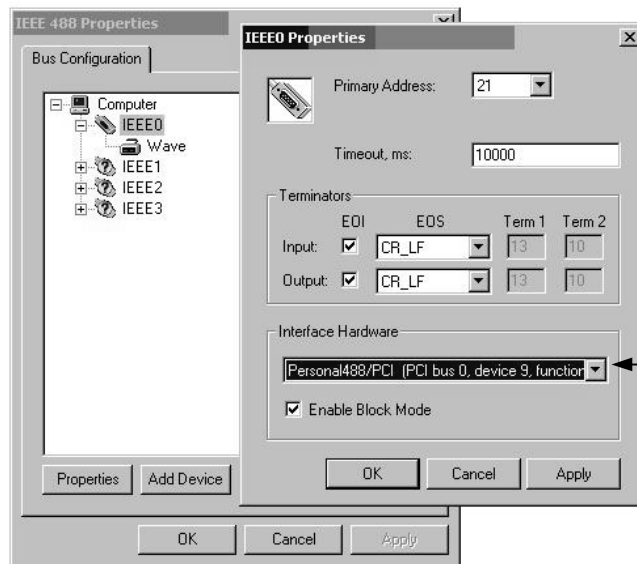 IEEE 488 Properties
Bus Configuration
Computer
IEEE0
Wave
IEEE1
IEEE2
IEEE3
Properties
Add Device
OK
Cancel
Apply
IEEE0 Properties
Primary Address:
21
Timeout, ms:
10000
Terminators
EOI EOS Term 1 Term 2
Input: CR_LF 13 10
Output: CR_LF 13 10
Interface Hardware
Personal488/PCI (PCI bus 0, device 9, function
Enable Block Mode
OK
Cancel
Apply